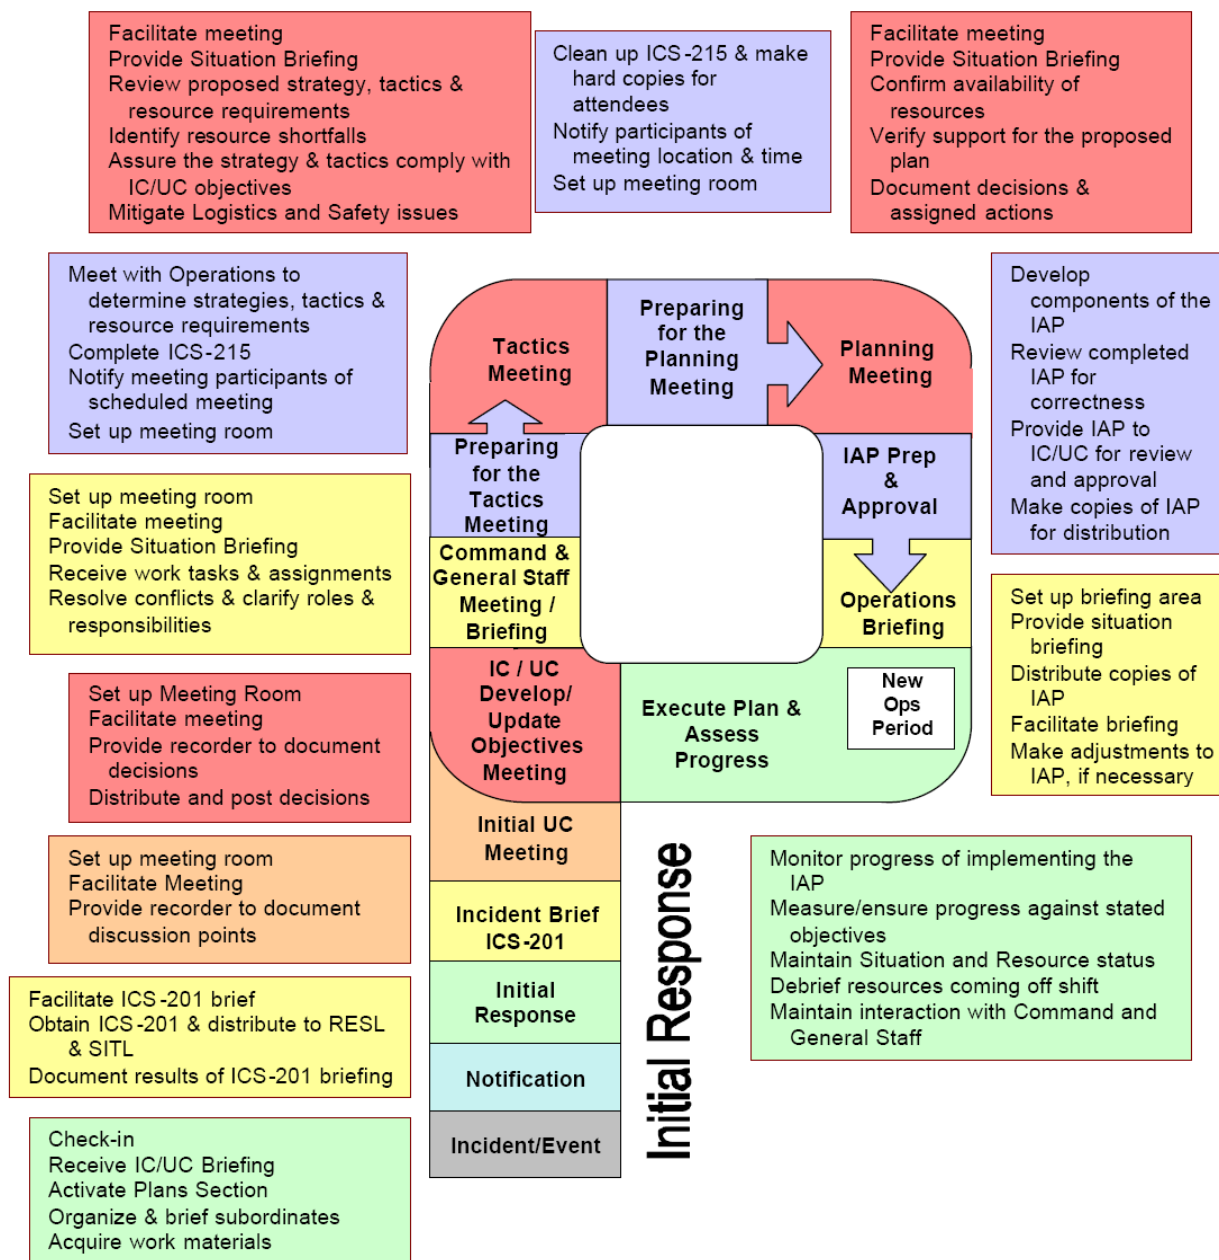 Facilitate meeting
Provide Situation Briefing
Review proposed strategy, tactics &
resource requirements
Identify resource shortfalls
Assure the strategy & tactics comply with
IC/UC objectives
Mitigate Logistics and Safety issues
Clean up ICS-215 & make
hard copies for
attendees
Notify participants of
meeting location & time
Set up meeting room
Facilitate meeting
Provide Situation Briefing
Confirm availability of
resources
Verify support for the proposed
plan
Document decisions &
assigned actions
Meet with Operations to
determine strategies, tactics &
resource requirements
Complete ICS-215
Notify meeting participants of
scheduled meeting
Set up meeting room
Tactics
Meeting
Preparing
for the
Planning
Meeting
Planning
Meeting
Develop
components of the
IAP
Review completed
IAP for
correctness
Provide IAP to
IC/UC for review
and approval
Make copies of IAP
for distribution
Preparing
for the
Tactics
Meeting
IAP Prep
&
Approval
Set up meeting room
Facilitate meeting
Provide Situation Briefing
Receive work tasks & assignments
Resolve conflicts & clarify roles &
responsibilities
Command &
General Staff
Meeting /
Briefing
Operations
Briefing
Set up briefing area
Provide situation
briefing
Distribute copies of
IAP
Facilitate briefing
Make adjustments to
IAP, if necessary
Set up Meeting Room
Facilitate meeting
Provide recorder to document
decisions
Distribute and post decisions
IC / UC
Develop/
Update
Objectives
Meeting
Execute Plan &
Assess
Progress
New
Ops
Period
Set up meeting room
Facilitate Meeting
Provide recorder to document
discussion points
Initial UC
Meeting
Incident Brief
ICS-201
Initial
Response
Notification
Incident/Event
Initial Response
Monitor progress of implementing the
IAP
Measure/ensure progress against stated
objectives
Maintain Situation and Resource status
Debrief resources coming off shift
Maintain interaction with Command and
General Staff
Facilitate ICS-201 brief
Obtain ICS-201 & distribute to RESL
& SITL
Document results of ICS-201 briefing
Check-in
Receive IC/UC Briefing
Activate Plans Section
Organize & brief subordinates
Acquire work materials